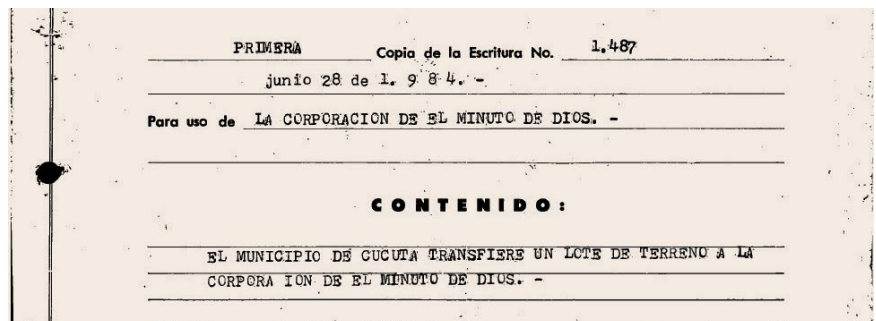 PRIMERA Copia de la Escritura No. 1.487
junio 28 de 1. 9 8 4. -
Para uso de LA CORPORACION DE EL MINUTO DE DIOS. -
CONTENIDO:
EL MUNICIPIO DE CUCUTA TRANSFIERE UN LOTE DE TERRENO A LA
CORPORA ION DE EL MINUTO DE DIOS. -